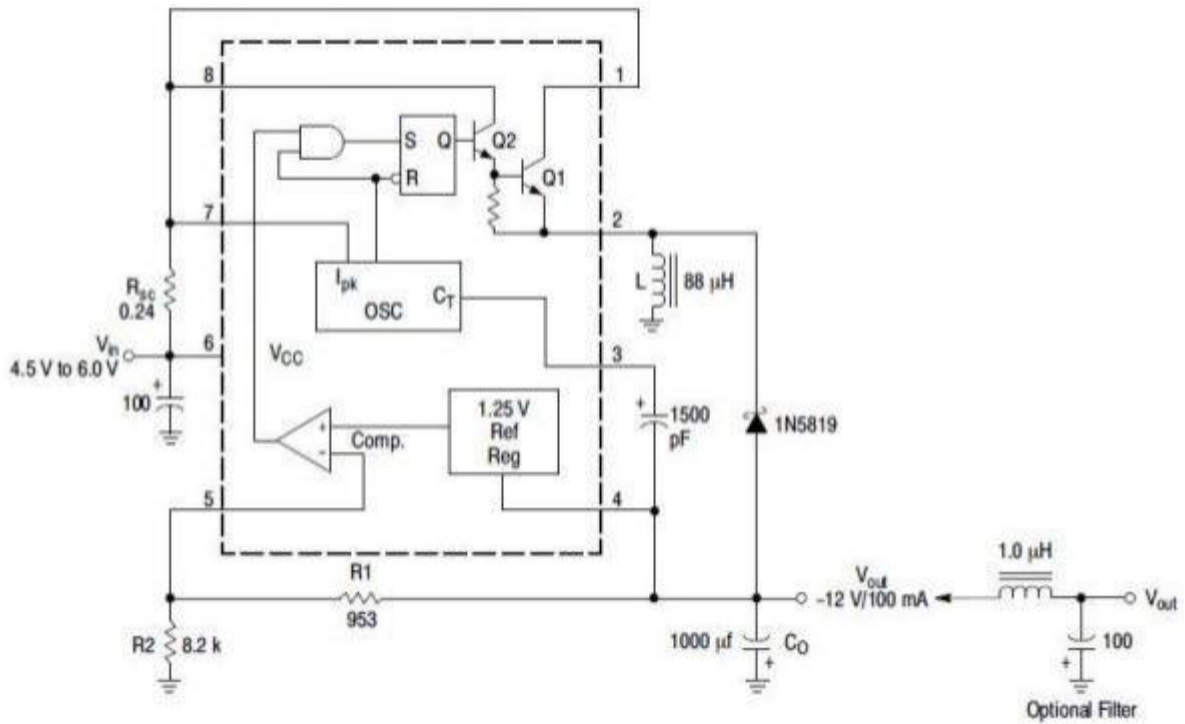 8
1
S
Q
Q2
R
Q1
7
2
Ipk
CT
OSC
L
88 μH
Rsc
0.24
Vin
4.5 V to 6.0 V
6
VCC
3
100
+
+
1500
pF
1N5819
1.25 V
Ref
Reg
+
Comp.
-
5
4
R1
953
1.0 μH
Vout
-12 V/100 mA
Vout
R2
8.2 k
1000 μf
CO
+
100
+
Optional Filter